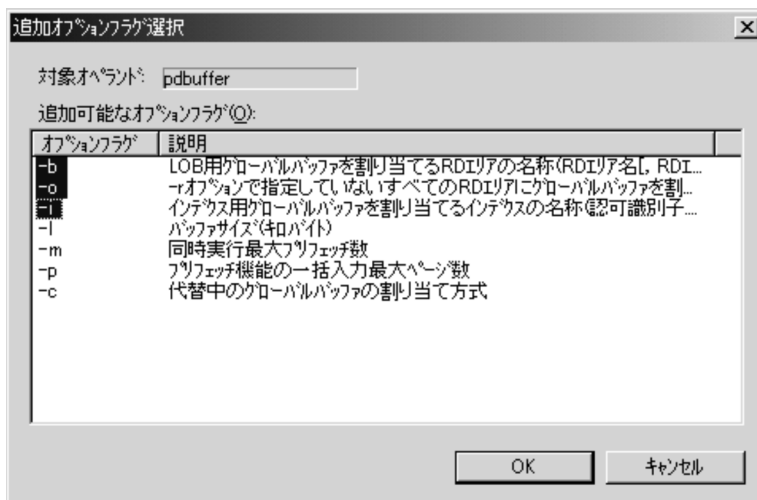 追加ｵﾌﾟｼｮﾝﾌﾗｸﾞ選択
対象ｵﾍﾟﾗﾝﾄﾞ: pdbuffer
追加可能なｵﾌﾟｼｮﾝﾌﾗｸﾞ(O):
ｵﾌﾟｼｮﾝﾌﾗｸﾞ 説明
-b LOB用ｸﾞﾛｰﾊﾞﾙﾊﾞｯﾌｧを割り当てるRDｴﾘｱの名称(RDｴﾘｱ名[, RDｴ...
-o -rｵﾌﾟｼｮﾝで指定していないすべてのRDｴﾘｱにｸﾞﾛｰﾊﾞﾙﾊﾞｯﾌｧを割...
-i ｲﾝﾃﾞｸｽ用ｸﾞﾛｰﾊﾞﾙﾊﾞｯﾌｧを割り当てるｲﾝﾃﾞｸｽの名称(認可識別子....
-l ﾊﾞｯﾌｧｻｲｽﾞ(ｷﾛﾊﾞｲﾄ)
-m 同時実行最大ﾌﾟﾘﾌｪｯﾁ数
-p ﾌﾟﾘﾌｪｯﾁ機能の一括入力最大ﾍﾟｰｼﾞ数
-c 代替中のｸﾞﾛｰﾊﾞﾙﾊﾞｯﾌｧの割り当て方式
OK ｷｬﾝｾﾙ